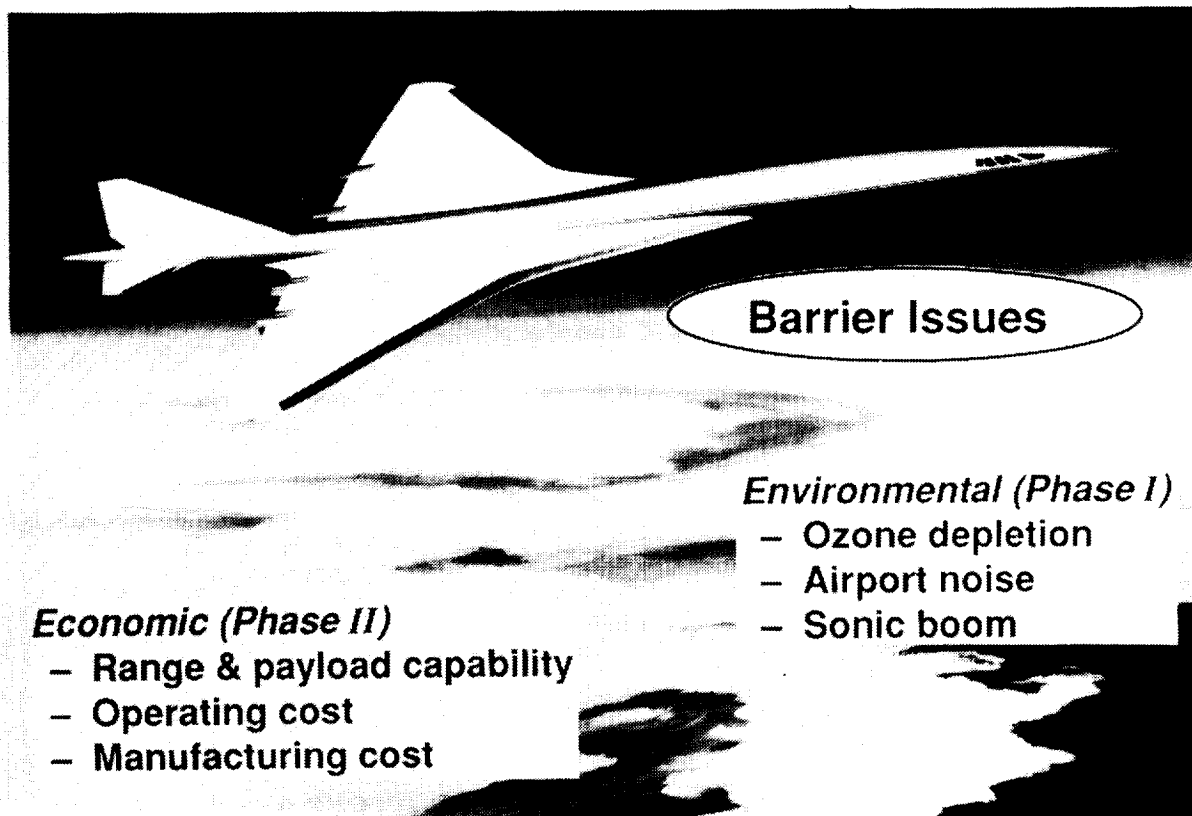 Barrier Issues
Environmental (Phase I)
– Ozone depletion
– Airport noise
– Sonic boom
Economic (Phase II)
– Range & payload capability
– Operating cost
– Manufacturing cost